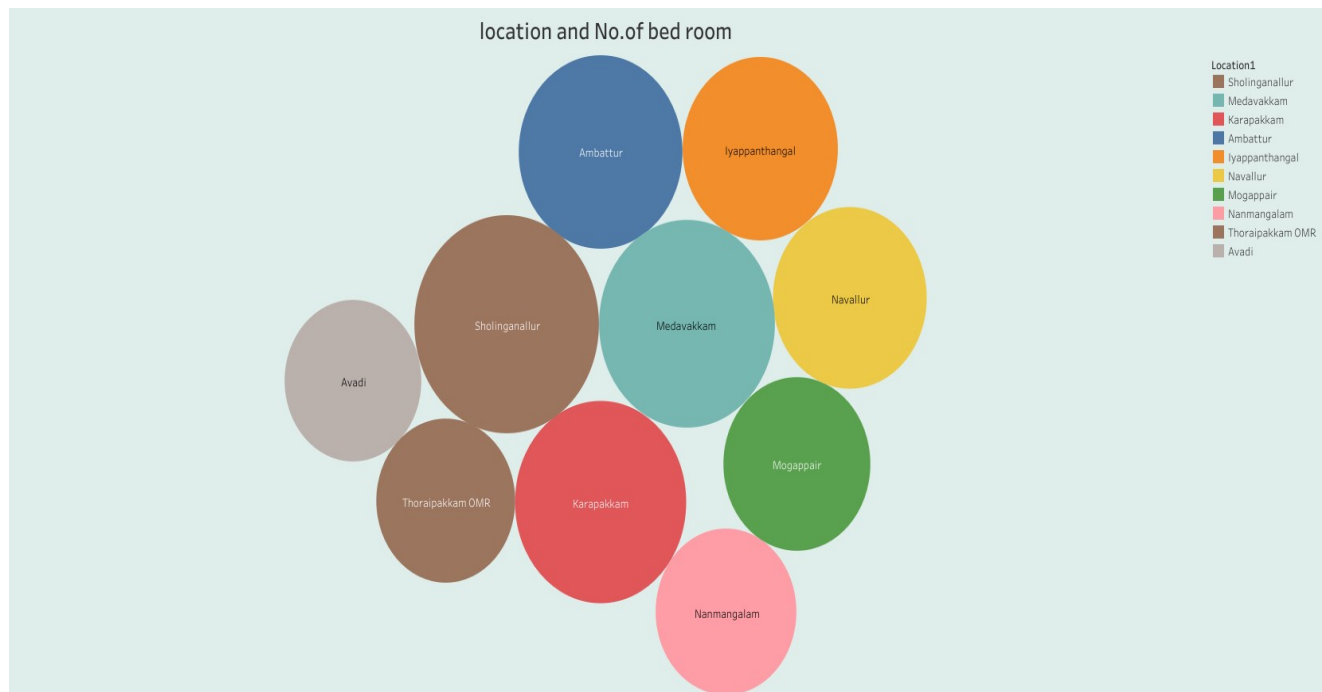 location and No.of bed room
Location1
Sholinganallur
Medavakkam
Karapakkam
Ambattur
Iyappanthangal
Navallur
Mogappair
Nanmangalam
Thoraipakkam OMR
Avadi
Ambattur
Iyappanthangal
Navallur
Sholinganallur
Medavakkam
Avadi
Mogappair
Thoraipakkam OMR
Karapakkam
Nanmangalam